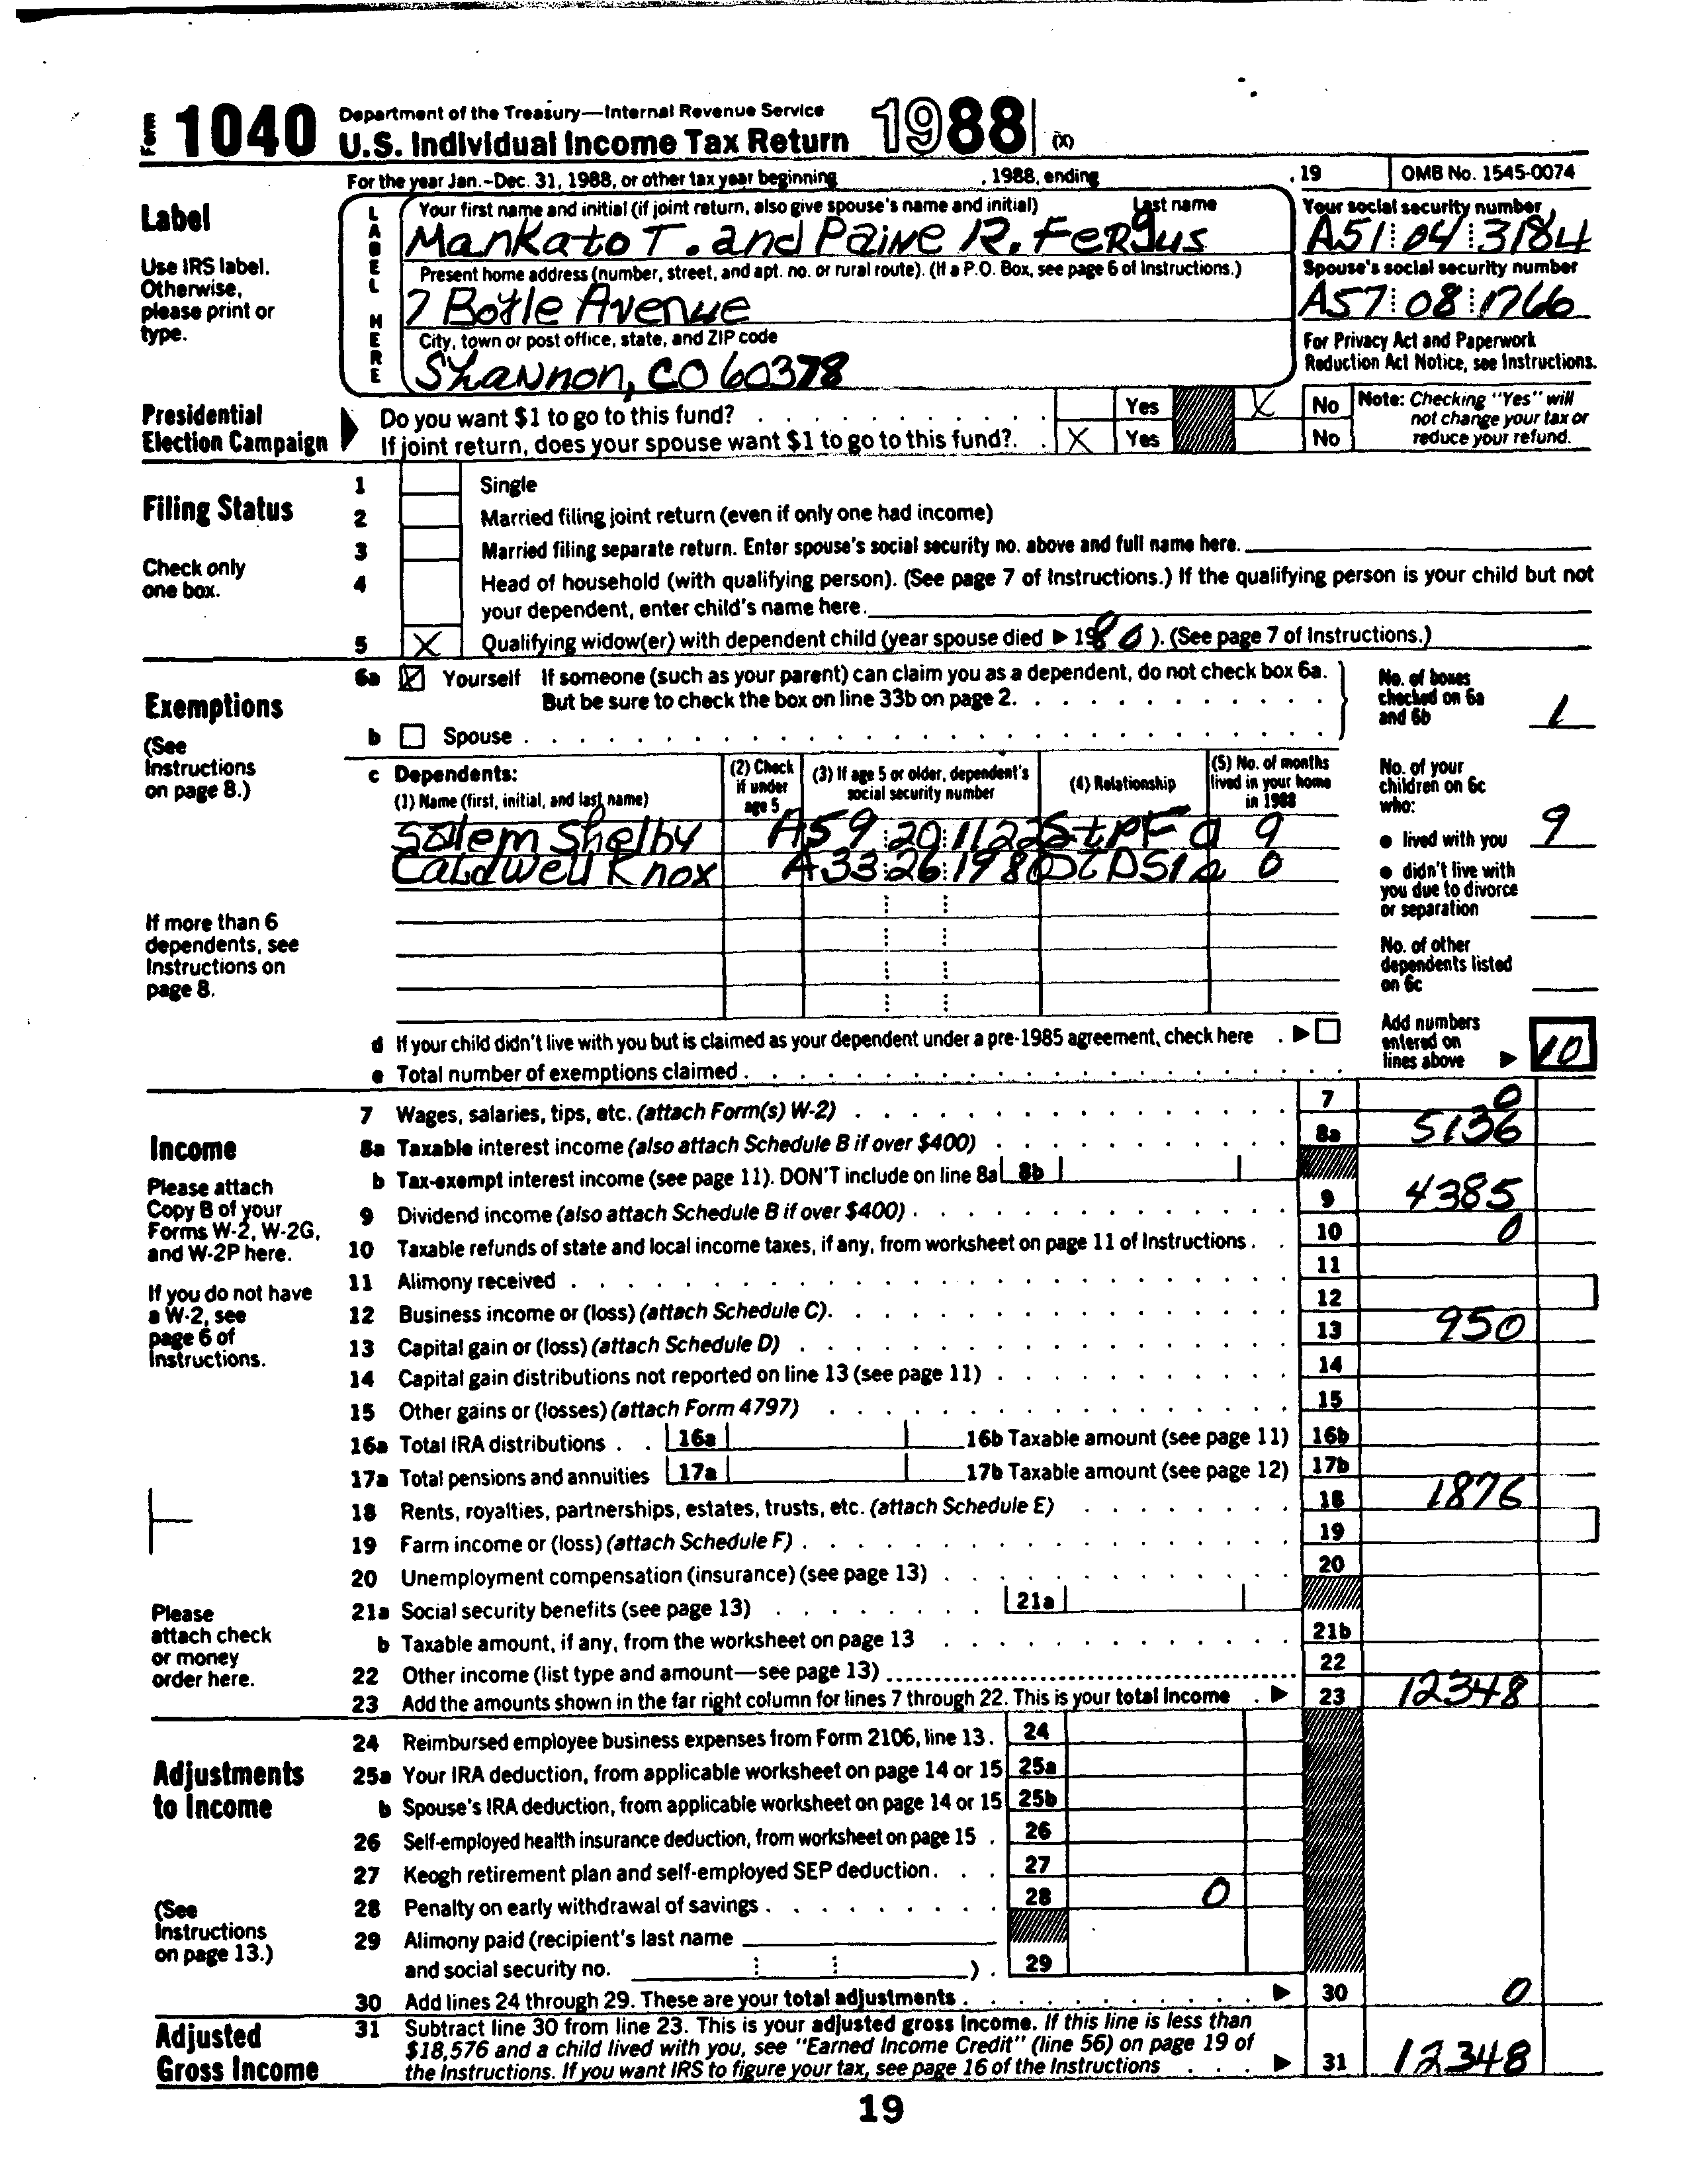 Form 1040 Department of the Treasury—Internal Revenue Service
U.S. Individual Income Tax Return 1988 (X)
For the year Jan.-Dec. 31, 1988, or other tax year beginning , 1988, ending , 19 OMB No. 1545-0074
Label
Use IRS label. Otherwise, please print or type.
LABEL HERE
Your first name and initial (if joint return, also give spouse's name and initial) Last name
Mankato T. and Paine R. Fergus
Your social security number
A51 04 3184
Present home address (number, street, and apt. no. or rural route). (If a P.O. Box, see page 6 of Instructions.)
7 Botle Avenue
Spouse's social security number
A57 08 1766
City, town or post office, state, and ZIP code
Shannon, CO 60378
For Privacy Act and Paperwork
Reduction Act Notice, see Instructions.
Presidential
Election Campaign
Do you want $1 to go to this fund? Yes X No
If joint return, does your spouse want $1 to go to this fund? X Yes No
Note: Checking "Yes" will
not change your tax or
reduce your refund.
Filing Status
Check only
one box.
1 Single
2 Married filing joint return (even if only one had income)
3 Married filing separate return. Enter spouse's social security no. above and full name here.
4 Head of household (with qualifying person). (See page 7 of Instructions.) If the qualifying person is your child but not
your dependent, enter child's name here.
5 X Qualifying widow(er) with dependent child (year spouse died ▶ 19 ). (See page 7 of Instructions.)
Exemptions
(See
Instructions
on page 8.)
6a X Yourself If someone (such as your parent) can claim you as a dependent, do not check box 6a.
But be sure to check the box on line 33b on page 2.
b Spouse
No. of boxes
checked on 6a
and 6b 1
c Dependents:
(1) Name (first, initial, and last name)
(2) Check
if under
age 5
(3) If age 5 or older, dependent's
social security number
(4) Relationship
(5) No. of months
lived in your home
in 1988
Salem Shelby A59 20 1122 StPF a 9
Caldwell Knox A33 26 1980 0
No. of your
children on 6c
who:
● lived with you 9
● didn't live with
you due to divorce
or separation
No. of other
dependents listed
on 6c
If more than 6
dependents, see
Instructions on
page 8.
d If your child didn't live with you but is claimed as your dependent under a pre-1985 agreement, check here ▶
e Total number of exemptions claimed
Add numbers
entered on
lines above ▶ 10
Income
Please attach
Copy B of your
Forms W-2, W-2G,
and W-2P here.
If you do not have
a W-2, see
page 6 of
Instructions.
Please
attach check
or money
order here.
7 Wages, salaries, tips, etc. (attach Form(s) W-2) 7 0
8a Taxable interest income (also attach Schedule B if over $400) 8a 5136
b Tax-exempt interest income (see page 11). DON'T include on line 8a 8b
9 Dividend income (also attach Schedule B if over $400) 9 4385
10 Taxable refunds of state and local income taxes, if any, from worksheet on page 11 of Instructions 10 0
11 Alimony received 11
12 Business income or (loss) (attach Schedule C). 12
13 Capital gain or (loss) (attach Schedule D) 13 950
14 Capital gain distributions not reported on line 13 (see page 11) 14
15 Other gains or (losses) (attach Form 4797) 15
16a Total IRA distributions 16a 16b Taxable amount (see page 11) 16b
17a Total pensions and annuities 17a 17b Taxable amount (see page 12) 17b
18 Rents, royalties, partnerships, estates, trusts, etc. (attach Schedule E) 18 1876
19 Farm income or (loss) (attach Schedule F) 19
20 Unemployment compensation (insurance) (see page 13) 20
21a Social security benefits (see page 13) 21a
b Taxable amount, if any, from the worksheet on page 13 21b
22 Other income (list type and amount—see page 13) 22
23 Add the amounts shown in the far right column for lines 7 through 22. This is your total income ▶ 23 12348
Adjustments
to Income
(See
Instructions
on page 13.)
24 Reimbursed employee business expenses from Form 2106, line 13. 24
25a Your IRA deduction, from applicable worksheet on page 14 or 15 25a
b Spouse's IRA deduction, from applicable worksheet on page 14 or 15 25b
26 Self-employed health insurance deduction, from worksheet on page 15 26
27 Keogh retirement plan and self-employed SEP deduction 27
28 Penalty on early withdrawal of savings 28 0
29 Alimony paid (recipient's last name
and social security no. ) 29
30 Add lines 24 through 29. These are your total adjustments ▶ 30 0
Adjusted
Gross Income
31 Subtract line 30 from line 23. This is your adjusted gross income. If this line is less than
$18,576 and a child lived with you, see "Earned Income Credit" (line 56) on page 19 of
the Instructions. If you want IRS to figure your tax, see page 16 of the Instructions ▶ 31 12348
19